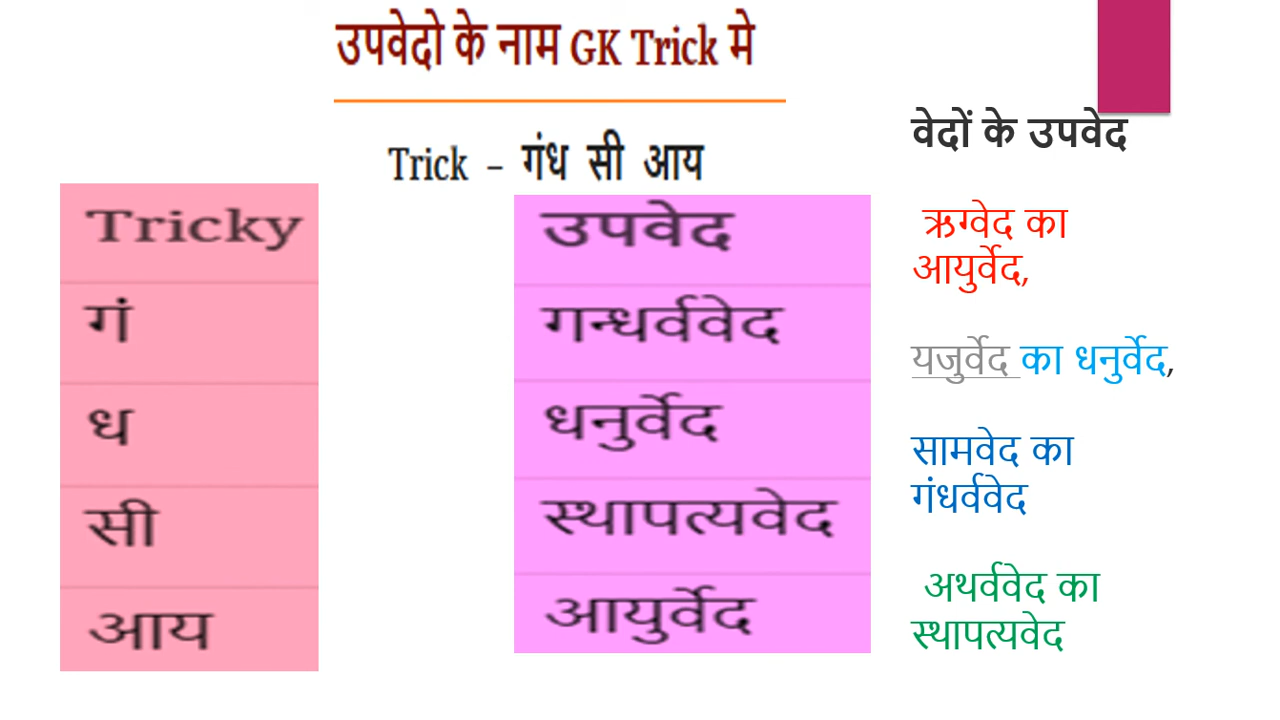 उपवेदो के नाम GK Trick मे
Trick – गंध सी आय
Tricky
गं
ध
सी
आय
उपवेद
गन्धर्ववेद
धनुर्वेद
स्थापत्यवेद
आयुर्वेद
वेदों के उपवेद
ऋग्वेद का
आयुर्वेद,
यजुर्वेद का धनुर्वेद,
सामवेद का
गंधर्ववेद
अथर्ववेद का
स्थापत्यवेद